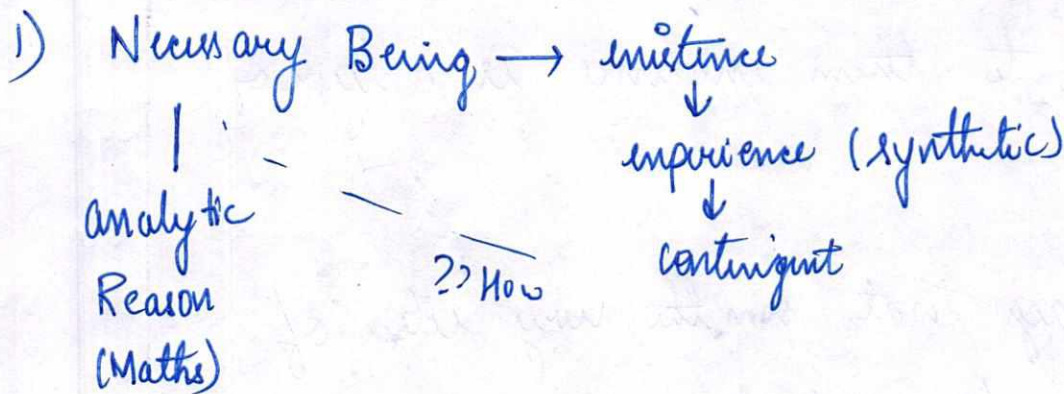 1) Necessary Being → existence
↓
experience (synthetic)
↓
analytic
contingent
?? How
Reason
(Maths)